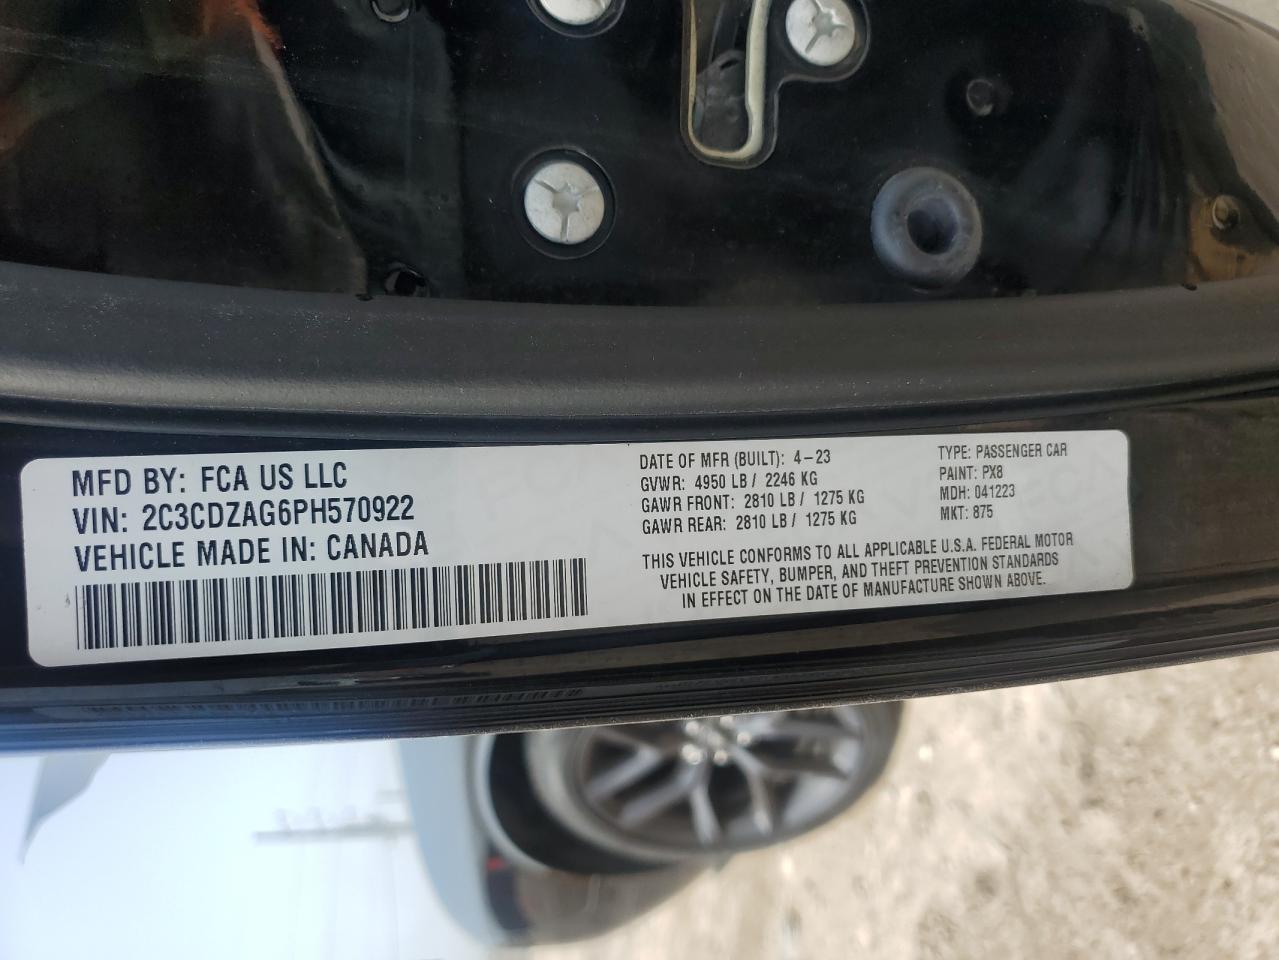 MFD BY: FCA US LLC
VIN: 2C3CDZAG6PH570922
VEHICLE MADE IN: CANADA
DATE OF MFR (BUILT): 4-23
GVWR: 4950 LB / 2246 KG
GAWR FRONT: 2810 LB / 1275 KG
GAWR REAR: 2810 LB / 1275 KG
TYPE: PASSENGER CAR
PAINT: PX8
MDH: 041223
MKT: 875
THIS VEHICLE CONFORMS TO ALL APPLICABLE U.S.A. FEDERAL MOTOR
VEHICLE SAFETY, BUMPER, AND THEFT PREVENTION STANDARDS
IN EFFECT ON THE DATE OF MANUFACTURE SHOWN ABOVE.